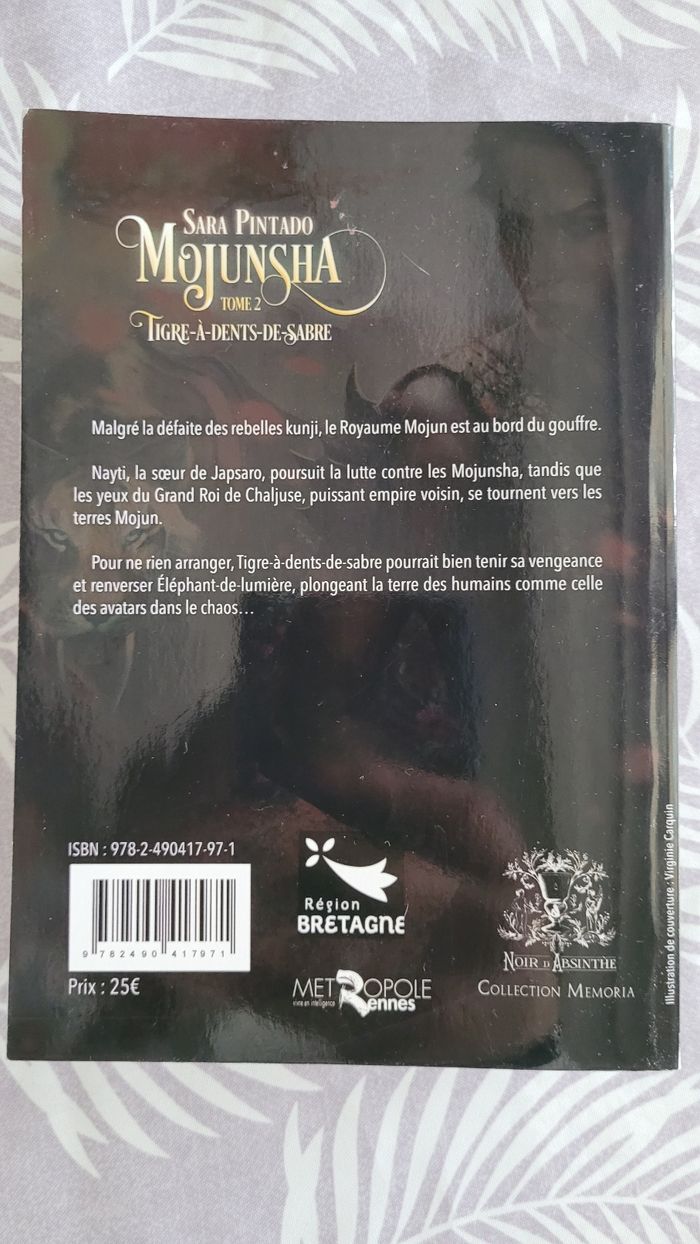 SARA PINTADO
MOJUNSHA
TOME 2
TIGRE-À-DENTS-DE-SABRE
Malgré la défaite des rebelles kunji, le Royaume Mojun est au bord du gouffre.
Nayti, la sœur de Japsaro, poursuit la lutte contre les Mojunsha, tandis que
les yeux du Grand Roi de Chaljuse, puissant empire voisin, se tournent vers les
terres Mojun.
Pour ne rien arranger, Tigre-à-dents-de-sabre pourrait bien tenir sa vengeance
et renverser Éléphant-de-lumière, plongeant la terre des humains comme celle
des avatars dans le chaos…
ISBN : 978-2-490417-97-1
9 782490 417971
Prix : 25€
Région
BRETAGNE
METROPOLE
vivre en intelligence
Rennes
NOIR D'ABSINTHE
COLLECTION MEMORIA
Illustration de couverture : Virginie Carquin